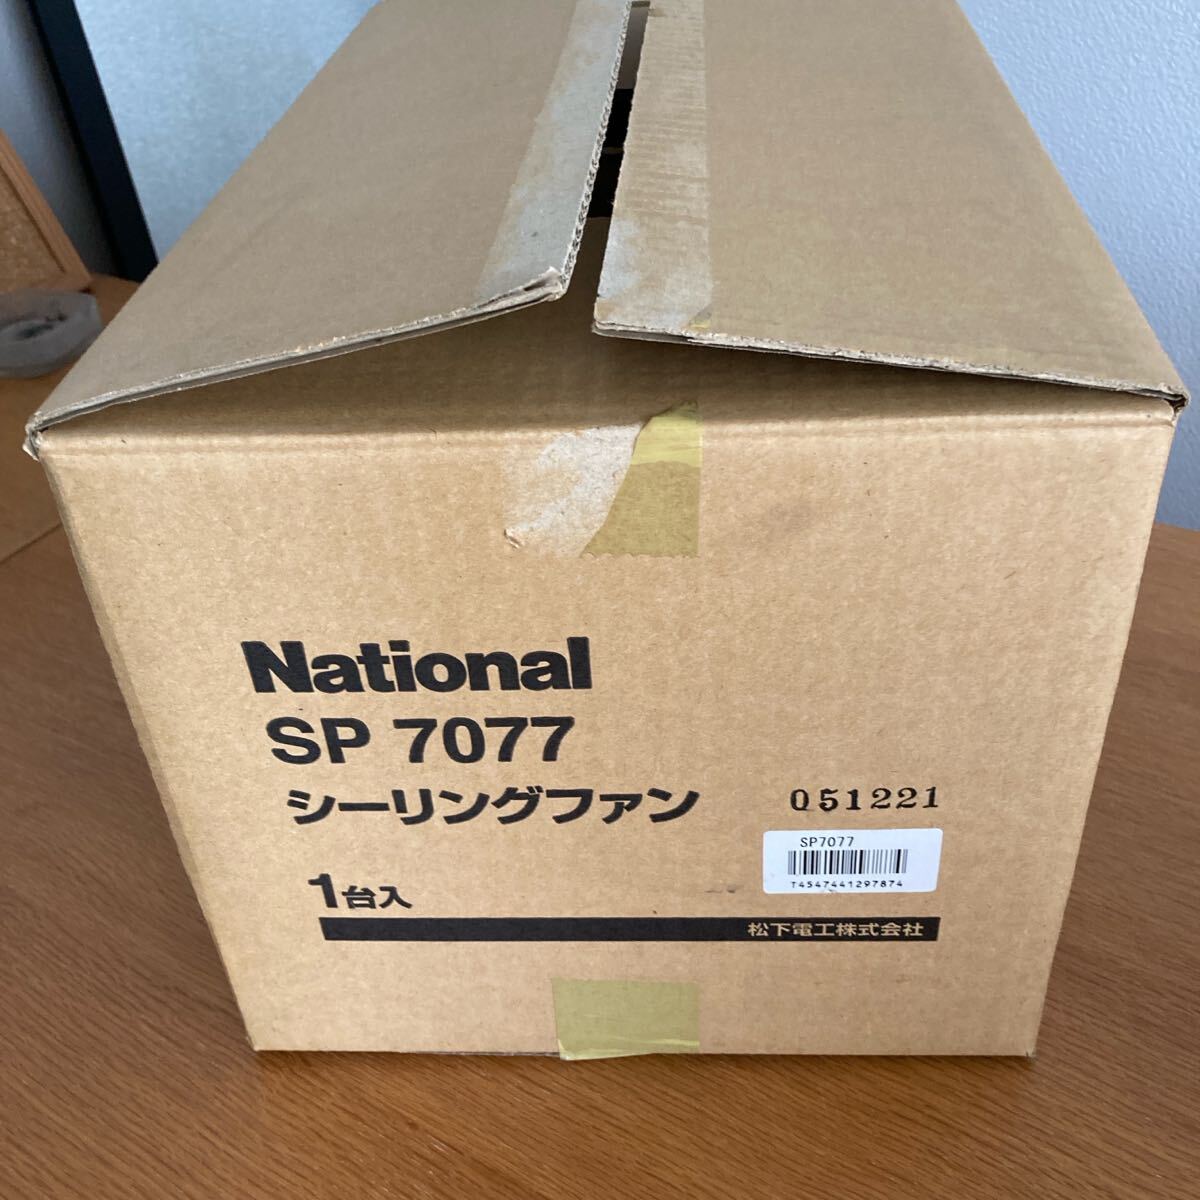 National
SP 7077
シーリングファン
Q51221
SP7077
T4547441297874
1台入
松下電工株式会社